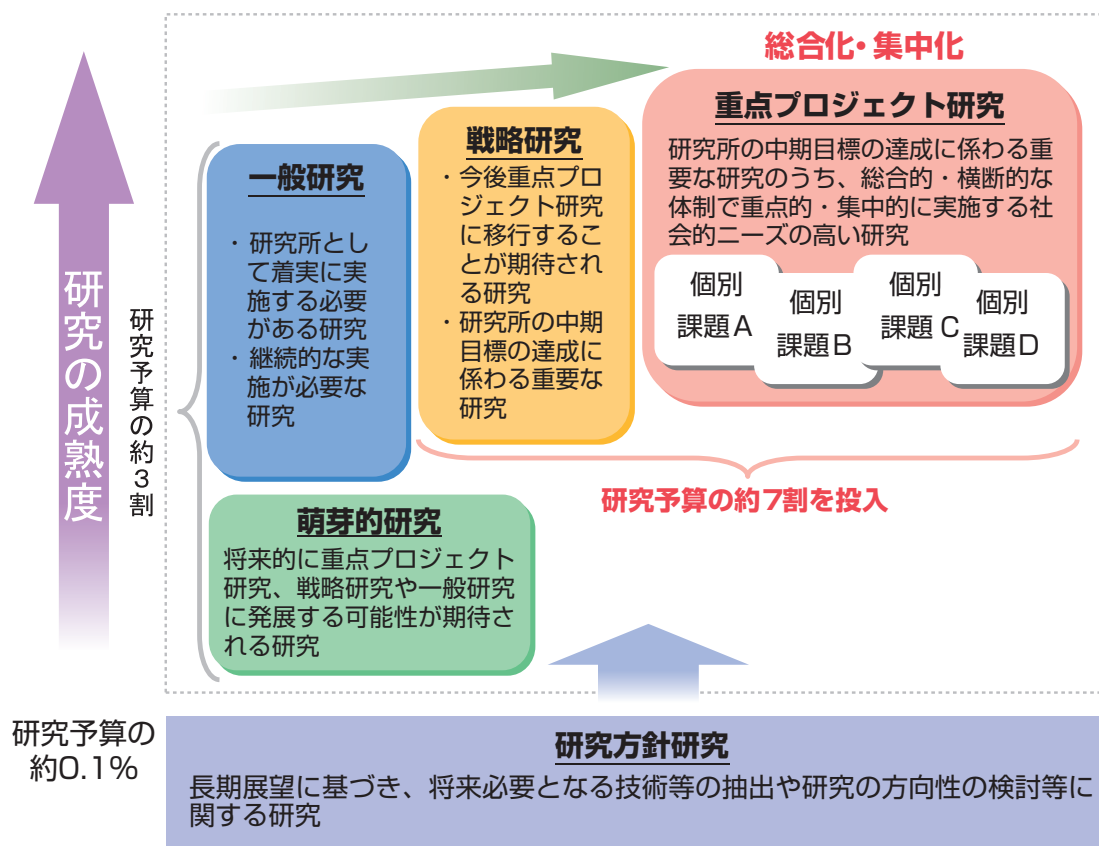 総合化・集中化
重点プロジェクト研究
研究所の中期目標の達成に係わる重
要な研究のうち、総合的・横断的な
体制で重点的・集中的に実施する社
会的ニーズの高い研究
個別
課題A
個別
課題B
個別
課題C
個別
課題D
戦略研究
・今後重点プロ
ジェクト研究
に移行するこ
とが期待され
る研究
・研究所の中期
目標の達成に
係わる重要な
研究
一般研究
・研究所とし
て着実に実
施する必要
がある研究
・継続的な実
施が必要な
研究
研究の成熟度
研究予算の約3割
研究予算の約7割を投入
萌芽的研究
将来的に重点プロジェクト
研究、戦略研究や一般研究
に発展する可能性が期待さ
れる研究
研究予算の
約0.1%
研究方針研究
長期展望に基づき、将来必要となる技術等の抽出や研究の方向性の検討等に
関する研究